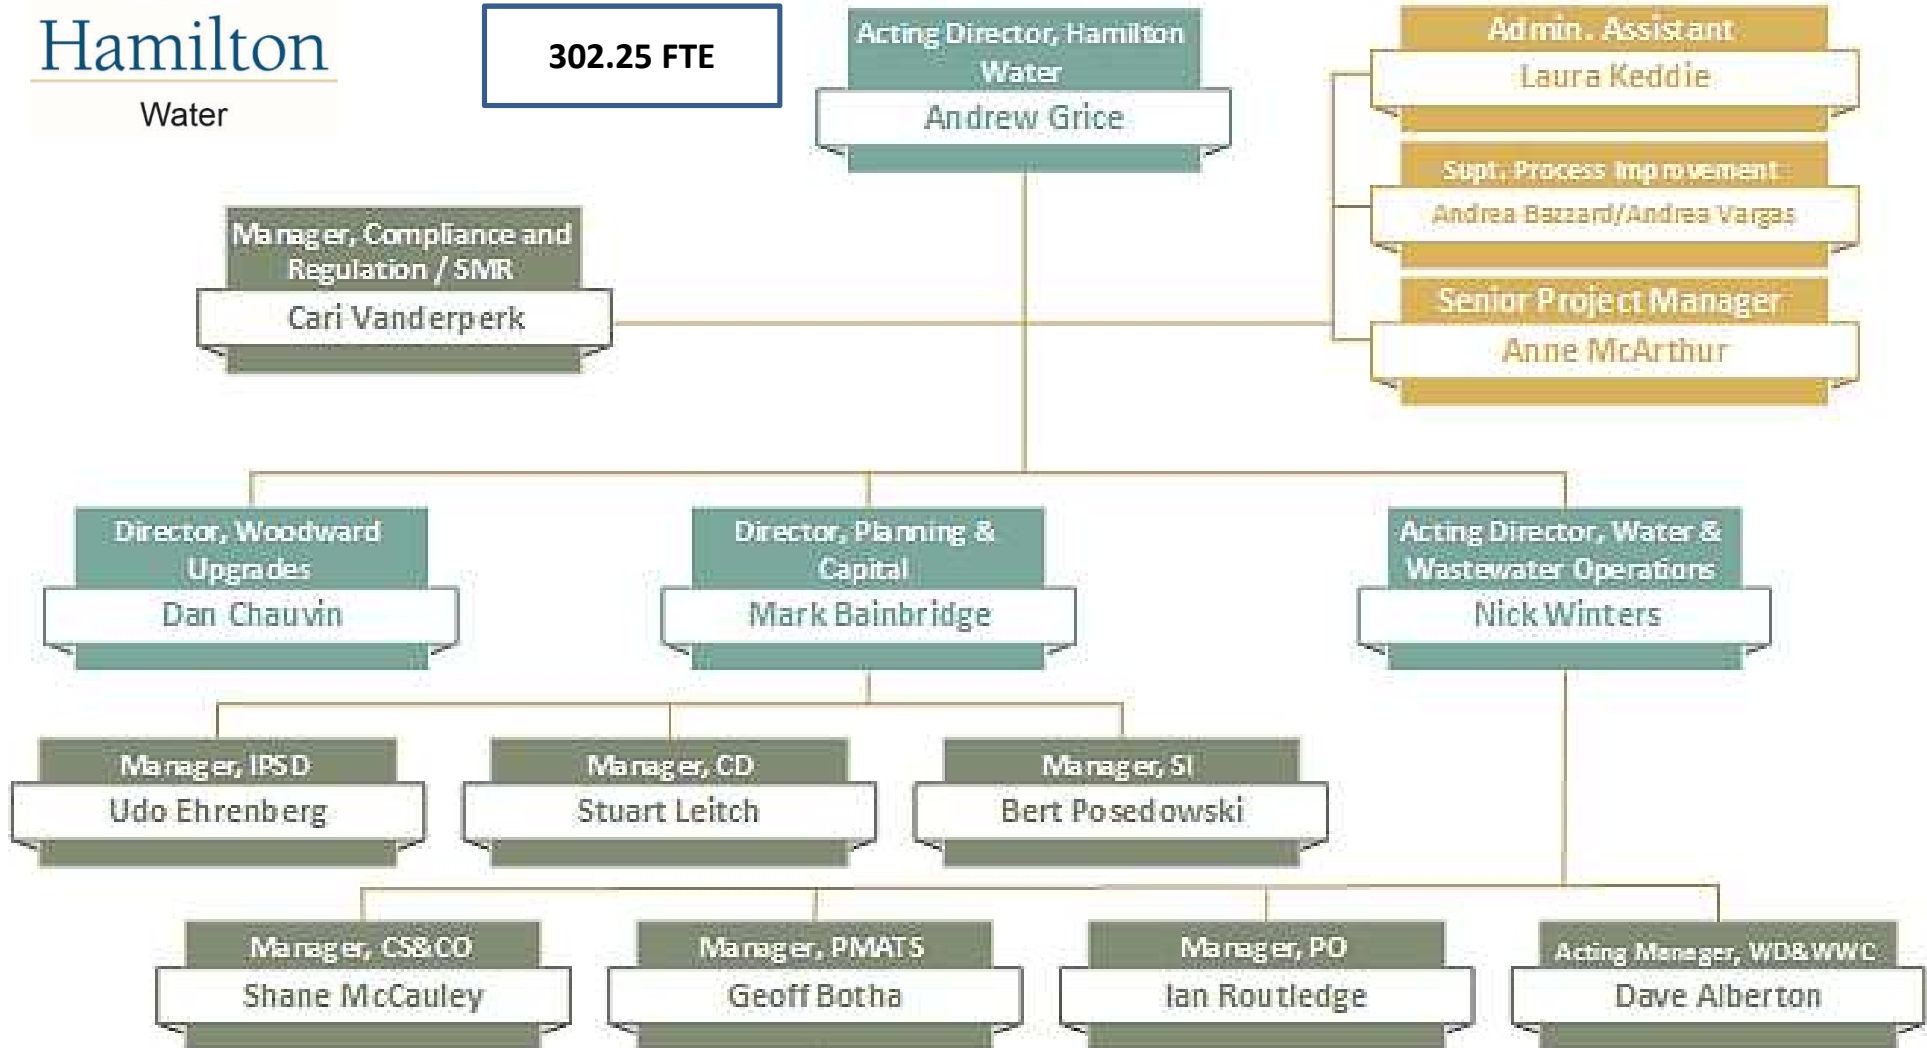 Hamilton
Water
302.25 FTE
Acting Director, Hamilton
Water
Andrew Grice
Admin. Assistant
Laura Keddie
Supt. Process Improvement
Andrea Bazzard/Andrea Vargas
Senior Project Manager
Anne McArthur
Manager, Compliance and
Regulation / SMR
Cari Vanderperk
Director, Woodward
Upgrades
Dan Chauvin
Director, Planning &
Capital
Mark Bainbridge
Acting Director, Water &
Wastewater Operations
Nick Winters
Manager, IPSD
Udo Ehrenberg
Manager, CD
Stuart Leitch
Manager, SI
Bert Posedowski
Manager, CS&CO
Shane McCauley
Manager, PMATS
Geoff Botha
Manager, PO
Ian Routledge
Acting Manager, WD&WWC
Dave Alberton